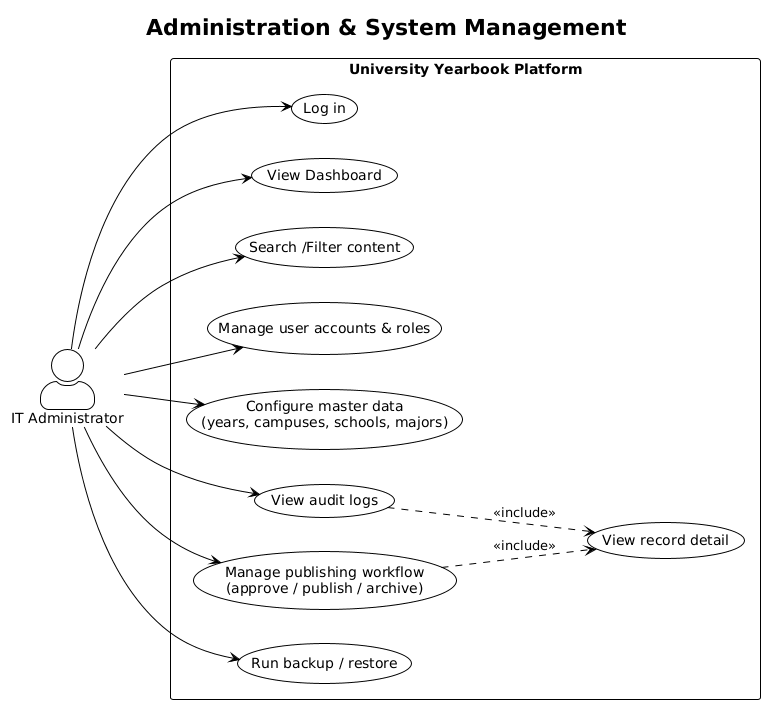 Administration & System Management
University Yearbook Platform
Log in
View Dashboard
Search /Filter content
Manage user accounts & roles
IT Administrator
Configure master data
(years, campuses, schools, majors)
View audit logs
«include»
View record detail
«include»
Manage publishing workflow
(approve / publish / archive)
Run backup / restore